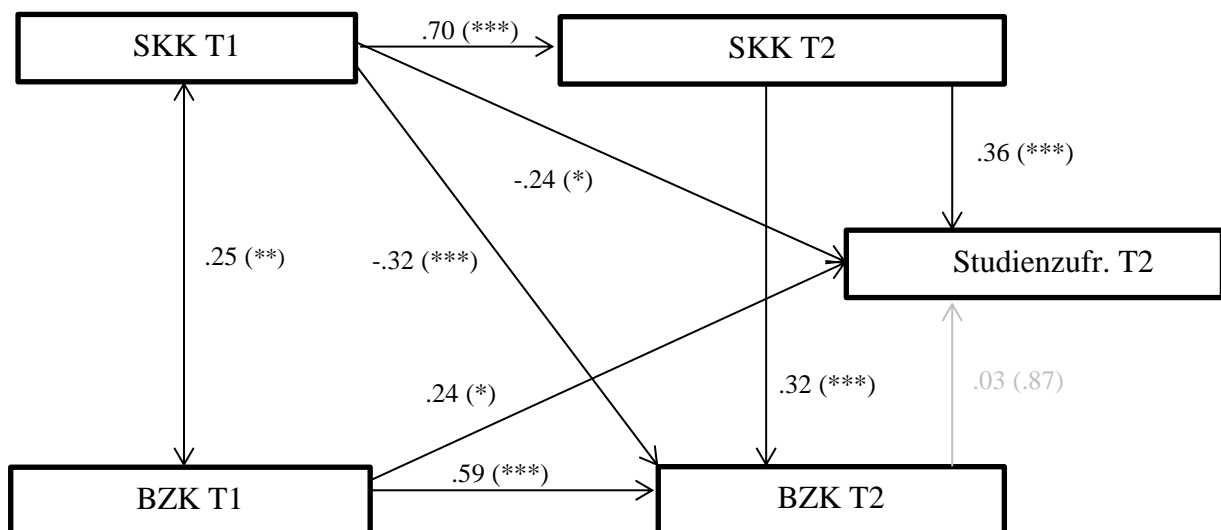 SKK T1
.70 (***)
SKK T2
.36 (***)
-.24 (*)
.25 (**)
-.32 (***)
Studienzufr. T2
.24 (*)
.32 (***)
.03 (.87)
.59 (***)
BZK T1
BZK T2